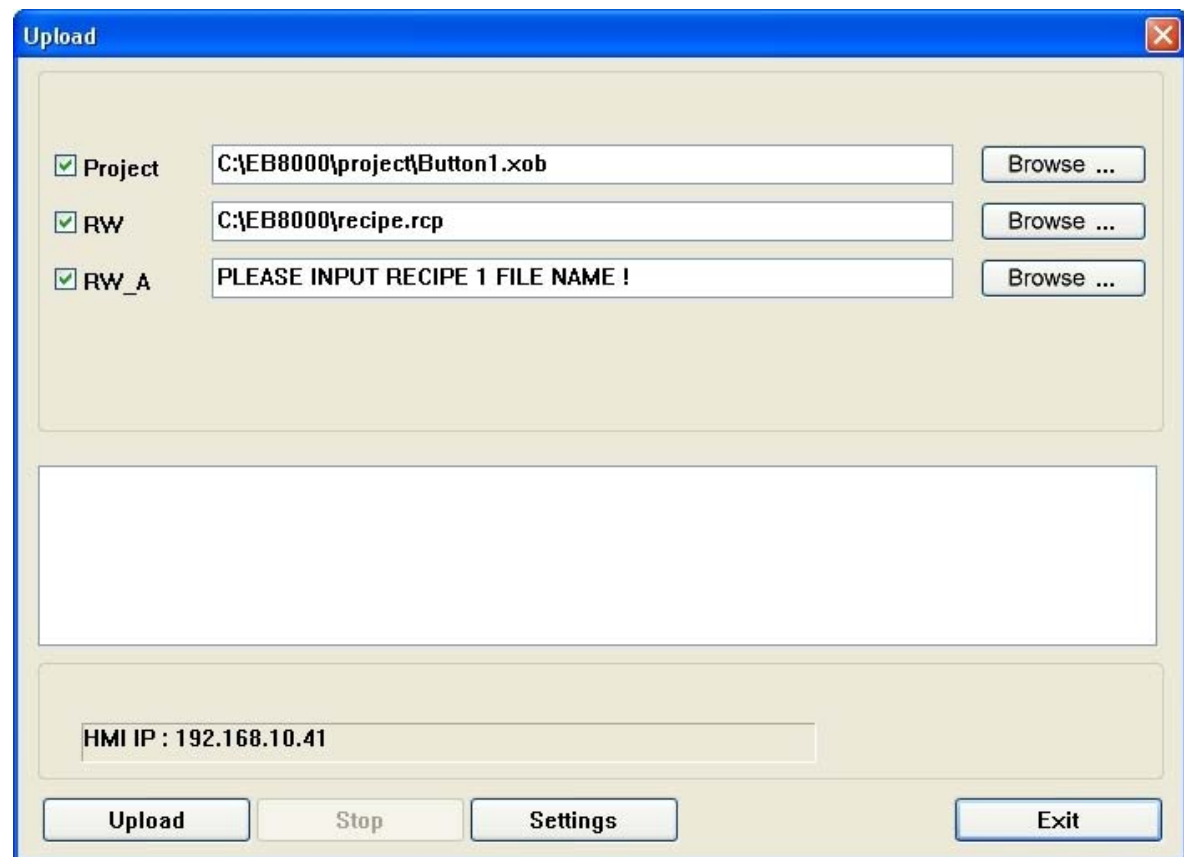 Upload
Project C:\EB8000\project\Button1.xob Browse ...
RW C:\EB8000\recipe.rcp Browse ...
RW_A PLEASE INPUT RECIPE 1 FILE NAME ! Browse ...
HMI IP : 192.168.10.41
Upload Stop Settings Exit